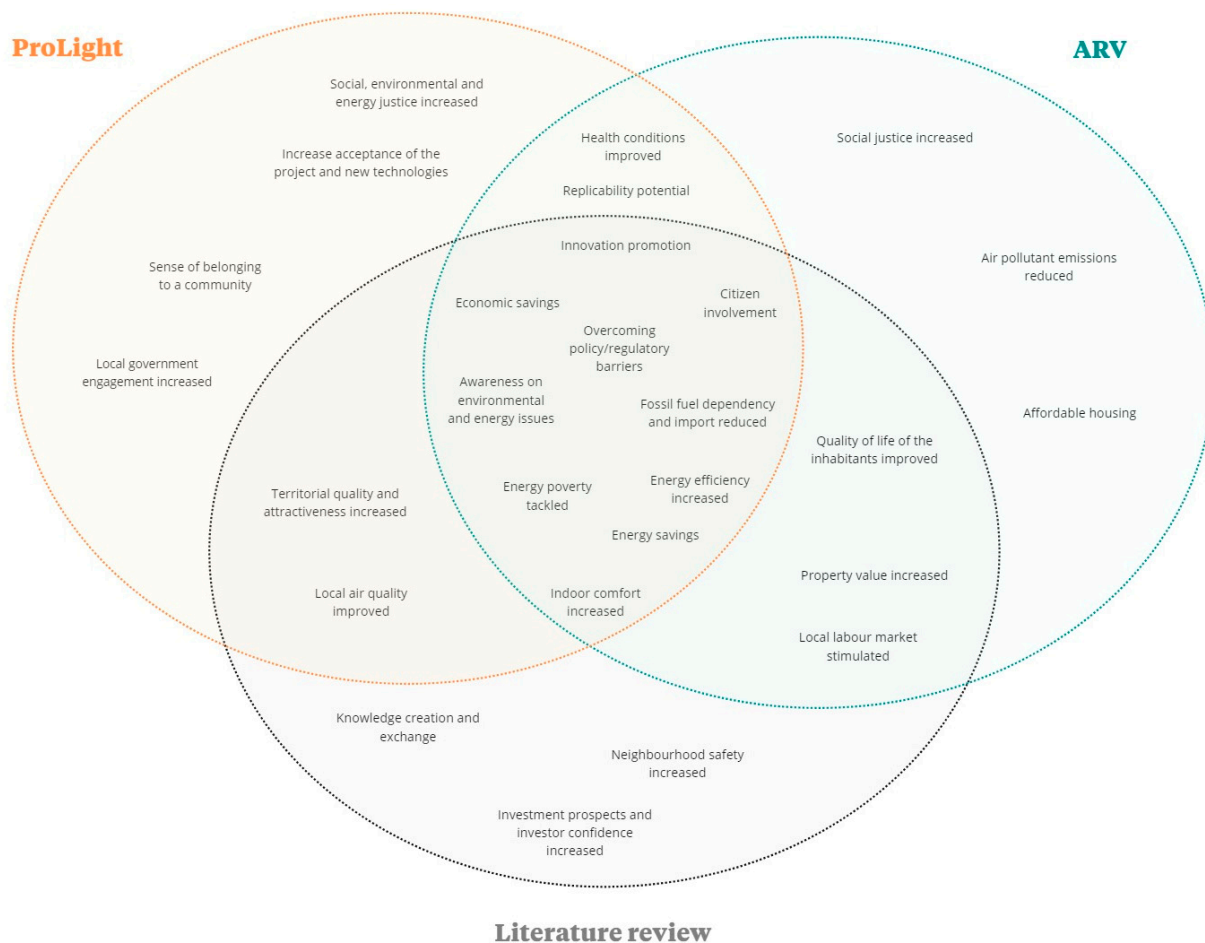 ProLight
ARV
Social, environmental and
energy justice increased
Increase acceptance of the
project and new technologies
Sense of belonging
to a community
Local government
engagement increased
Health conditions
improved
Replicability potential
Social justice increased
Air pollutant emissions
reduced
Affordable housing
Innovation promotion
Economic savings
Citizen
involvement
Overcoming
policy/regulatory
barriers
Awareness on
environmental
and energy issues
Fossil fuel dependency
and import reduced
Energy poverty
tackled
Energy efficiency
increased
Energy savings
Indoor comfort
increased
Quality of life of the
inhabitants improved
Property value increased
Local labour market
stimulated
Territorial quality and
attractiveness increased
Local air quality
improved
Knowledge creation and
exchange
Neighbourhood safety
increased
Investment prospects and
investor confidence
increased
Literature review